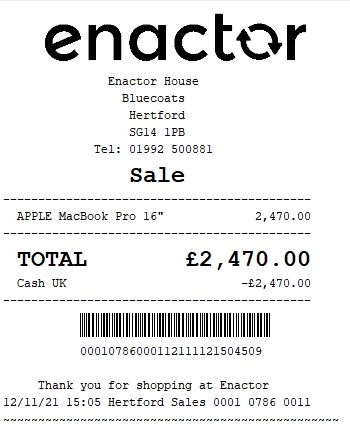 enactor
Enactor House
Bluecoats
Hertford
SG14 1PB
Tel: 01992 500881
Sale
APPLE MacBook Pro 16" 2,470.00
TOTAL £2,470.00
Cash UK -£2,470.00
00010786000112111121504509
Thank you for shopping at Enactor
12/11/21 15:05 Hertford Sales 0001 0786 0011